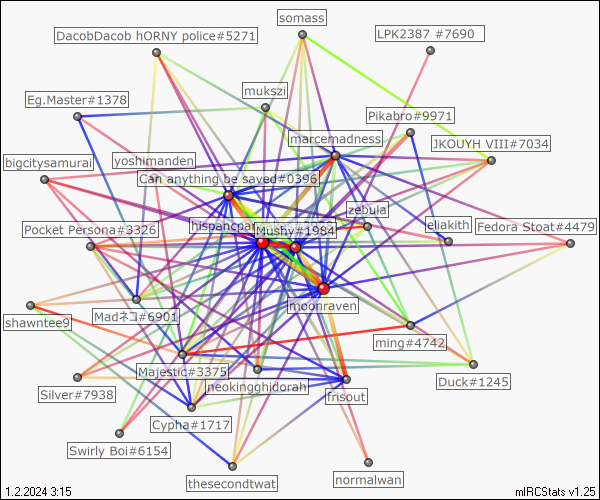 somass
DacobDacob hORNY police#5271
LPK2387 #7690
mukszi
Eg.Master#1378
Pikabro#9971
marcemadness
JKOUYH VIII#7034
bigcitysamurai
yoshimanden
Can anything be saved#0396
zebula
Pocket Persona#3326
Mushy#1984
eliakith
Fedora Stoat#4479
moonraven
Madネコ#6901
shawntee9
ming#4742
Majestic#3375
neokingghidorah
Duck#1245
Silver#7938
frisout
Cypha#1717
Swirly Boi#6154
thesecondtwat
normalwan
1.2.2024 3:15
mIRCStats v1.25